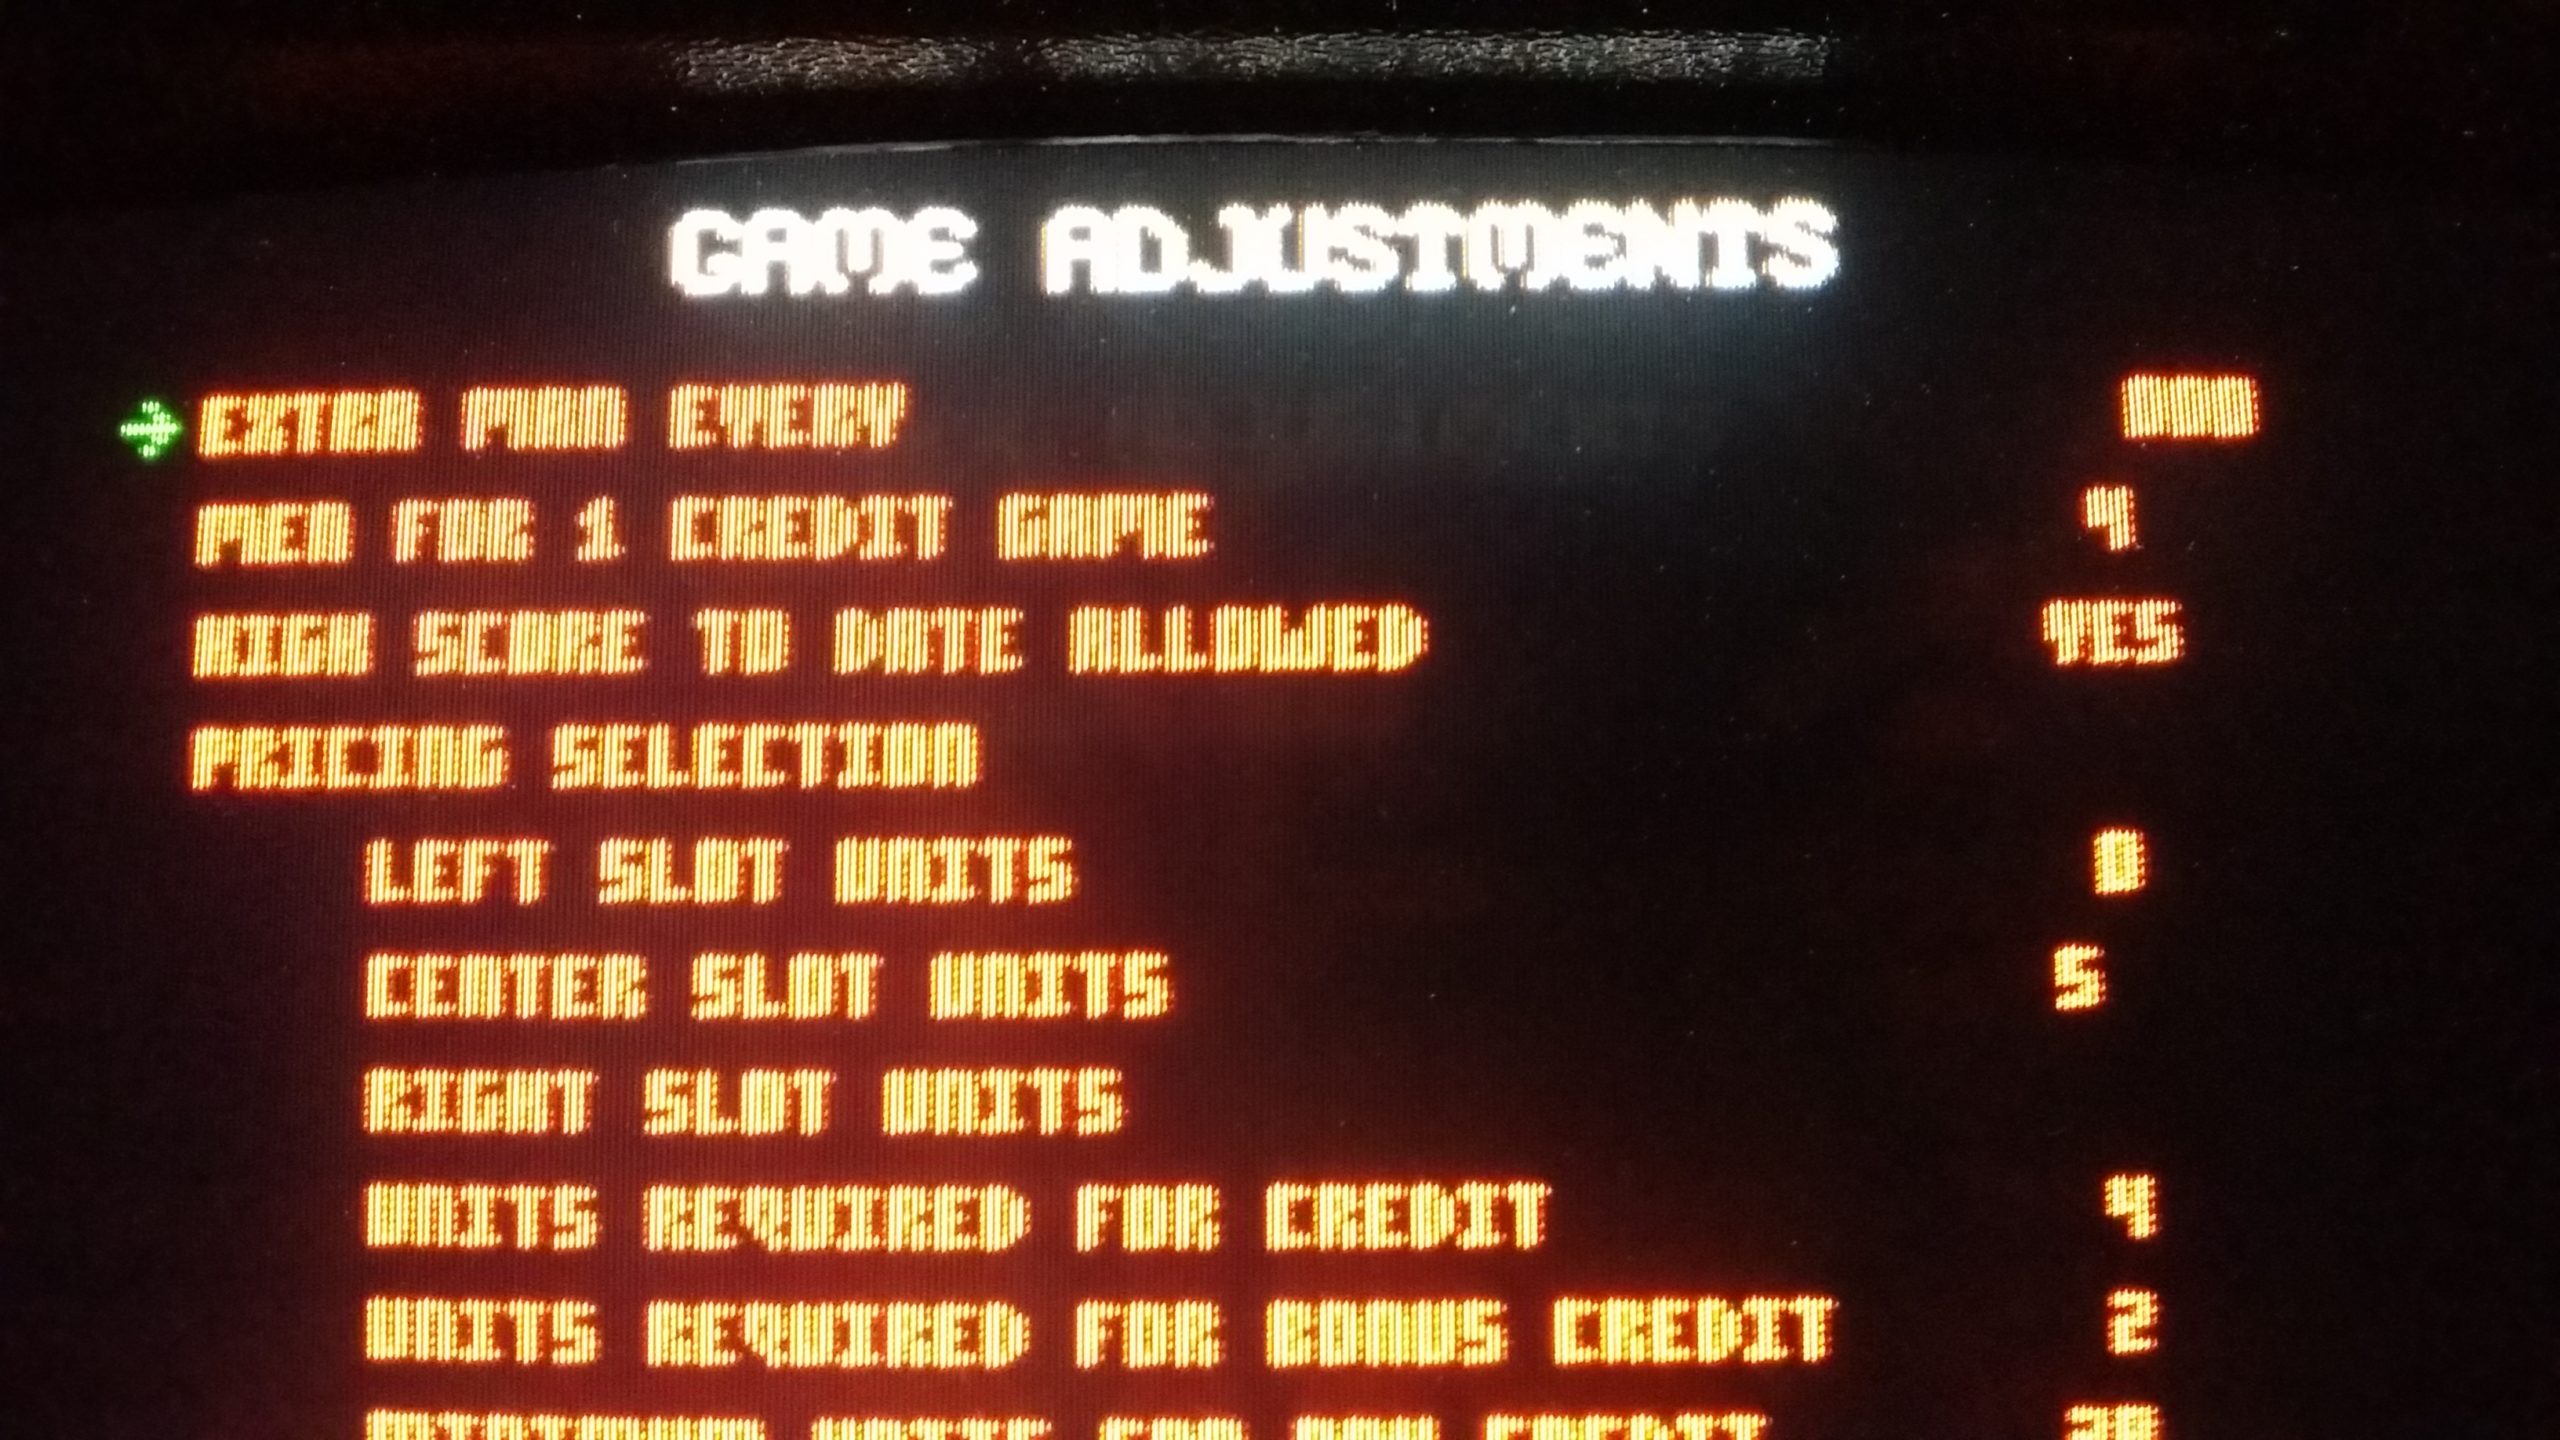 GAME ADJUSTMENTS
EXTRA MAN EVERY
MEN FOR 1 CREDIT GAME
HIGH SCORE TO DATE ALLOWED YES
PRICING SELECTION
LEFT SLOT UNITS 0
CENTER SLOT UNITS 5
RIGHT SLOT UNITS
UNITS REQUIRED FOR CREDIT 4
UNITS REQUIRED FOR BONUS CREDIT 2